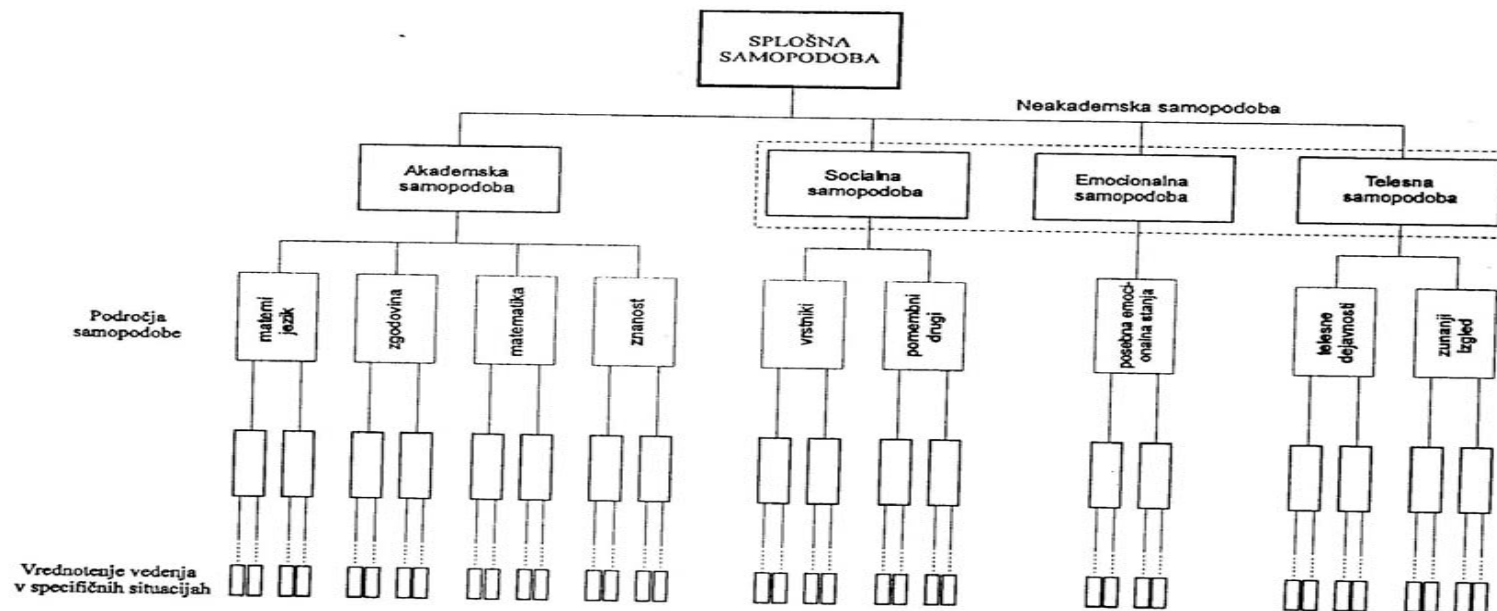 SPLOŠNA
SAMOPODOBA
Neakademska samopodoba
Akademska
samopodoba
Socialna
samopodoba
Emocionalna
samopodoba
Telesna
samopodoba
Področja
samopodobe
materni
jezik
zgodovina
matematika
znanost
vrstniki
pomembni
drugi
posebna emoci-
onalna stanja
telesne
dejavnosti
zunanji
izgled
Vrednotenje vedenja
v specifičnih situacijah